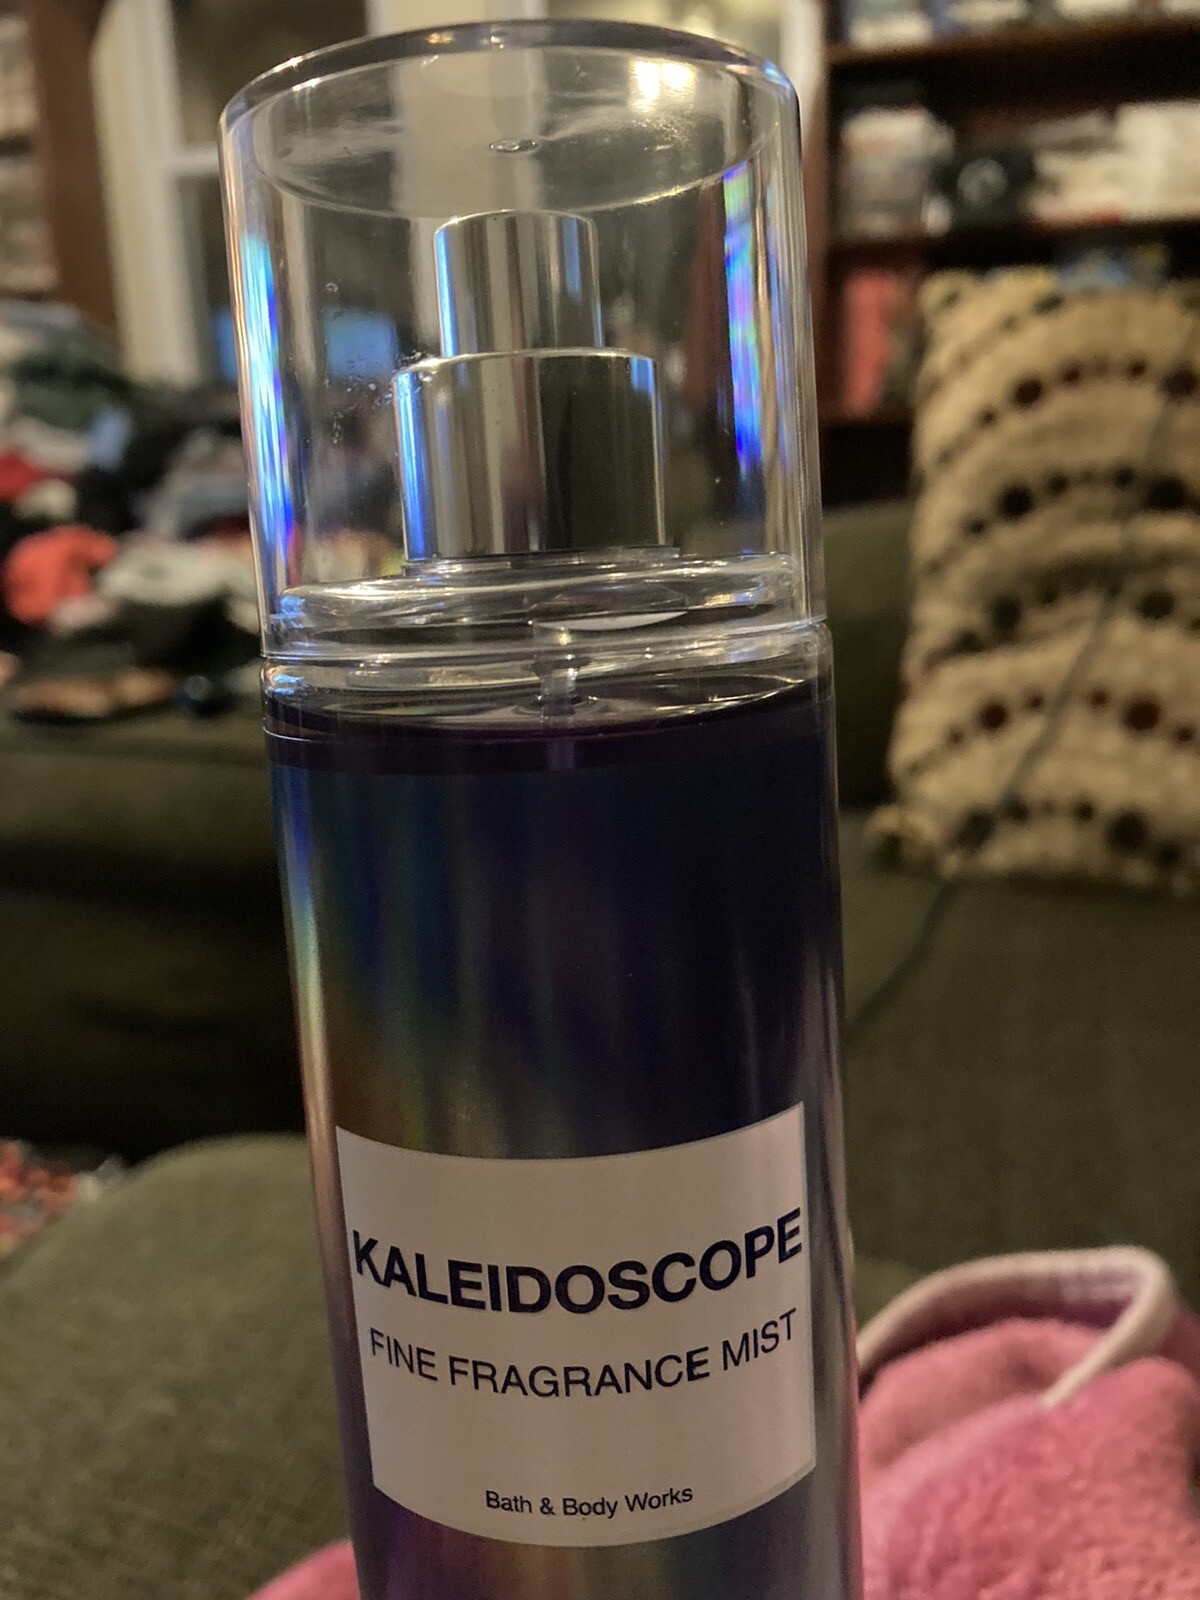 KALEIDOSCOPE
FINE FRAGRANCE MIST
Bath & Body Works